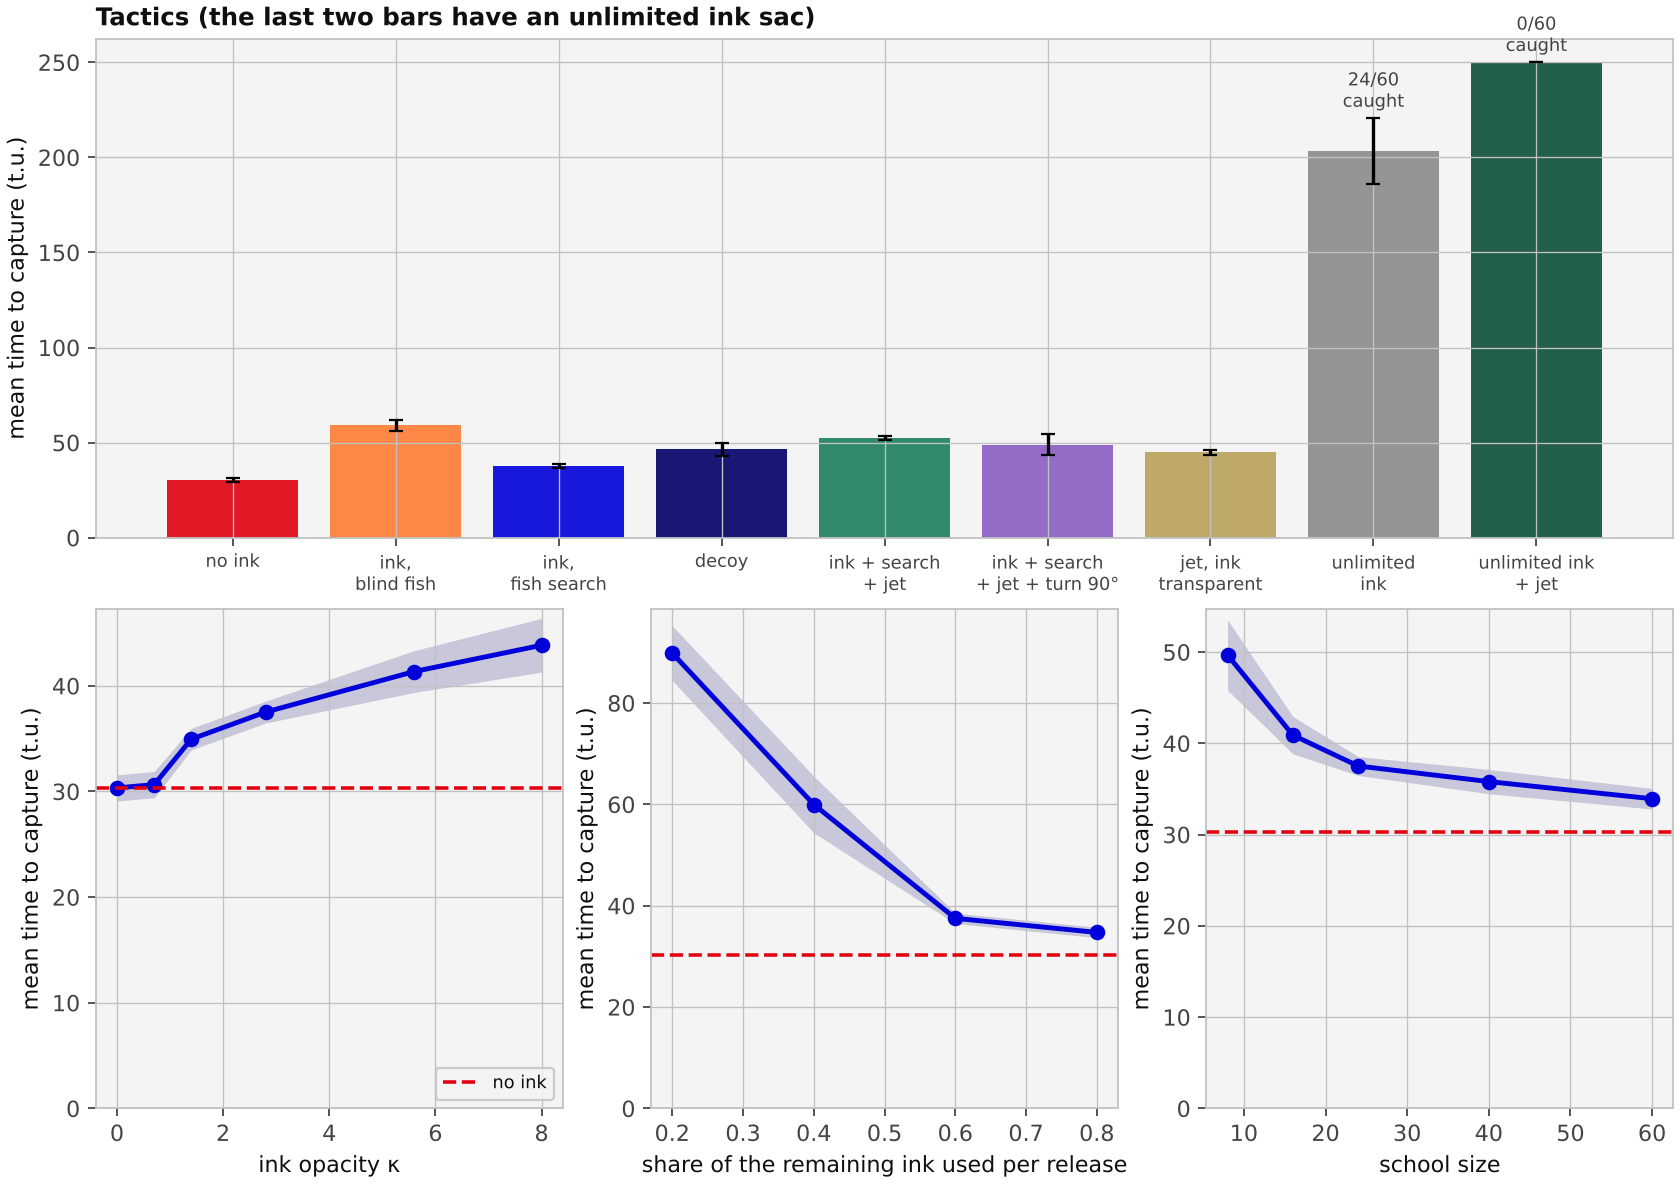 Tactics (the last two bars have an unlimited ink sac)
mean time to capture (t.u.)
250
200
150
100
50
0
24/60
caught
0/60
caught
no ink
ink,
blind fish
ink,
fish search
decoy
ink + search
+ jet
ink + search
+ jet + turn 90°
jet, ink
transparent
unlimited
ink
unlimited ink
+ jet
mean time to capture (t.u.)
40
30
20
10
0
no ink
0 2 4 6 8
ink opacity κ
mean time to capture (t.u.)
80
60
40
20
0
0.2 0.3 0.4 0.5 0.6 0.7 0.8
share of the remaining ink used per release
mean time to capture (t.u.)
50
40
30
20
10
0
10 20 30 40 50 60
school size